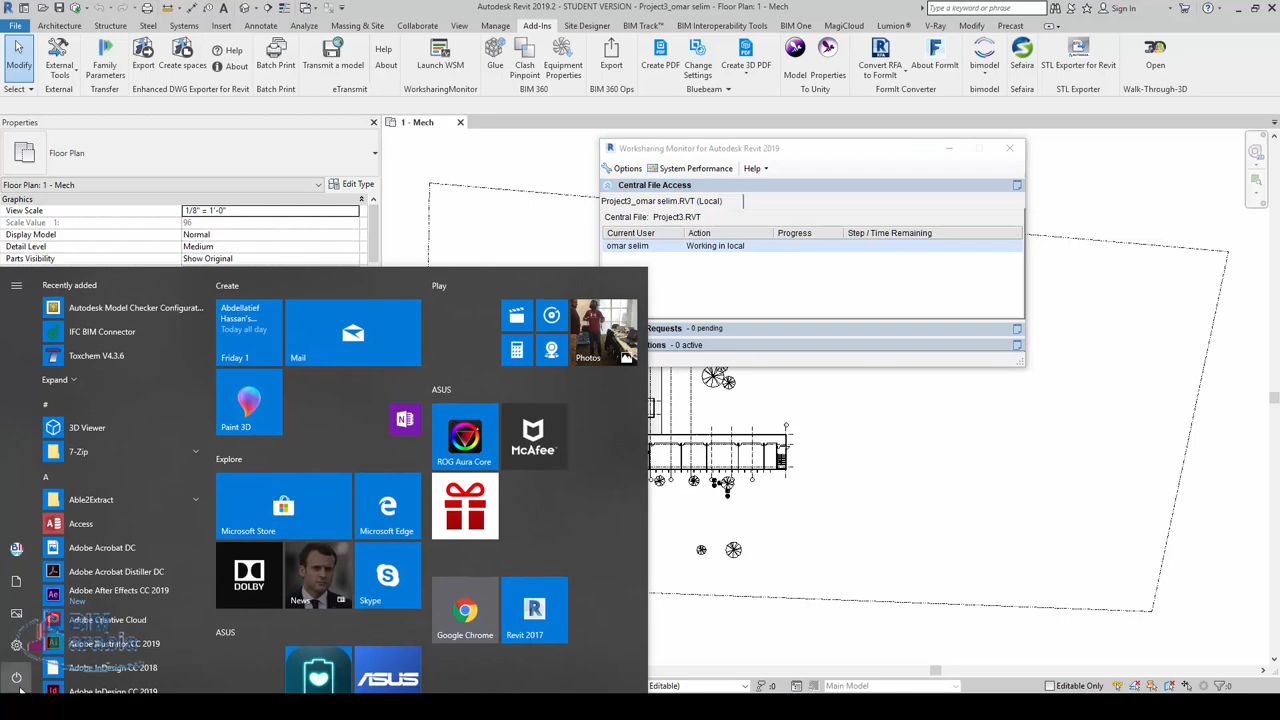 Autodesk Revit 2019.2 - STUDENT VERSION - Project3_omar selim - Floor Plan: 1 - Mech
Type a keyword or phrase
Sign In
File Architecture Structure Steel Systems Insert Annotate Analyze Massing & Site Collaborate View Manage Add-Ins Site Designer BIM Track™ BIM Interoperability Tools BIM One MagiCloud Lumion® V-Ray Modify Precast
Modify
External Tools
Family Parameters
Export
Create spaces
Help
About
Batch Print
Transmit a model
Help
About
Launch WSM
Glue
Clash Pinpoint
Equipment Properties
Export
Create PDF
Change Settings
Create 3D PDF
Model
Properties
Convert RFA to FormIt
About FormIt
bimodel
Sefaira
STL Exporter for Revit
Open
Select External Transfer Enhanced DWG Exporter for Revit Batch Print eTransmit WorksharingMonitor BIM 360 BIM 360 Ops Bluebeam To Unity FormIt Converter bimodel Sefaira STL Exporter Walk-Through-3D
Properties
1 - Mech
Floor Plan
Floor Plan: 1 - Mech
Edit Type
Graphics
View Scale 1/8" = 1'-0"
Scale Value 1: 96
Display Model Normal
Detail Level Medium
Parts Visibility Show Original
Worksharing Monitor for Autodesk Revit 2019
Options System Performance Help
Central File Access
Project3_omar selim.RVT (Local)
Central File: Project3.RVT
Current User Action Progress Step / Time Remaining
omar selim Working in local
Requests - 0 pending
tions - 0 active
Recently added
Autodesk Model Checker Configurat...
IFC BIM Connector
Toxchem V4.3.6
Expand
#
3D Viewer
7-Zip
A
Able2Extract
Access
Adobe Acrobat DC
Adobe Acrobat Distiller DC
Adobe After Effects CC 2019
New
Adobe Creative Cloud
Adobe Illustrator CC 2019
Adobe InDesign CC 2018
Adobe InDesign CC 2019
Create
Abdellatief
Hassan's...
Today all day
Friday 1
Mail
Paint 3D
Explore
Microsoft Store
Microsoft Edge
DOLBY
News
Skype
ASUS
ASUS
Play
Photos
ASUS
ROG Aura Core
McAfee
Google Chrome
Revit 2017
BIM
Editable)
:0
Main Model
Editable Only
:0